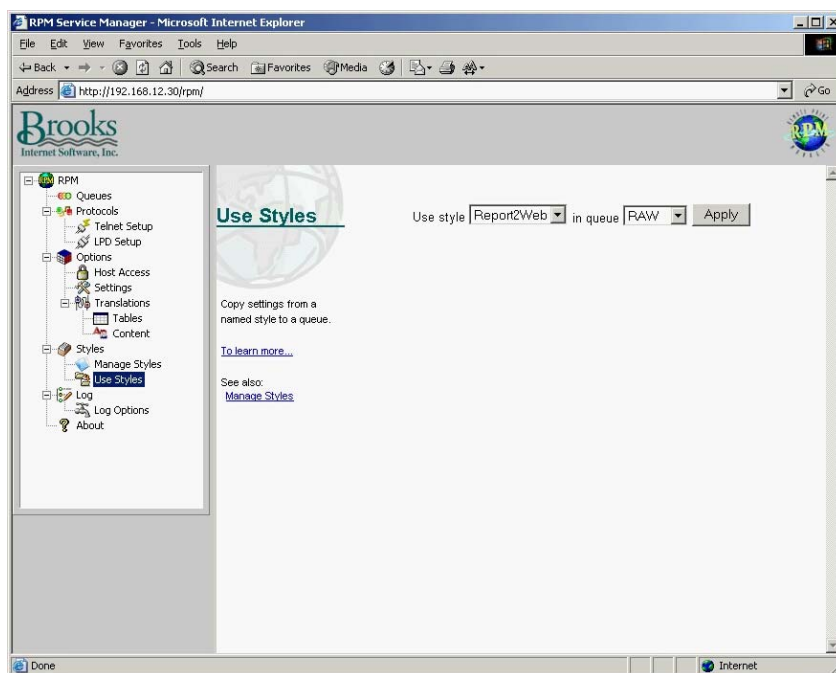 RPM Service Manager - Microsoft Internet Explorer
File Edit View Favorites Tools Help
Back Search Favorites Media
Address http://192.168.12.30/rpm/ Go
Brooks
Internet Software, Inc.
RPM
RPM
Queues
Protocols
Telnet Setup
LPD Setup
Options
Host Access
Settings
Translations
Tables
Content
Styles
Manage Styles
Use Styles
Log
Log Options
About
Use Styles
Use style Report2Web in queue RAW Apply
Copy settings from a
named style to a queue.
To learn more...
See also:
Manage Styles
Done Internet